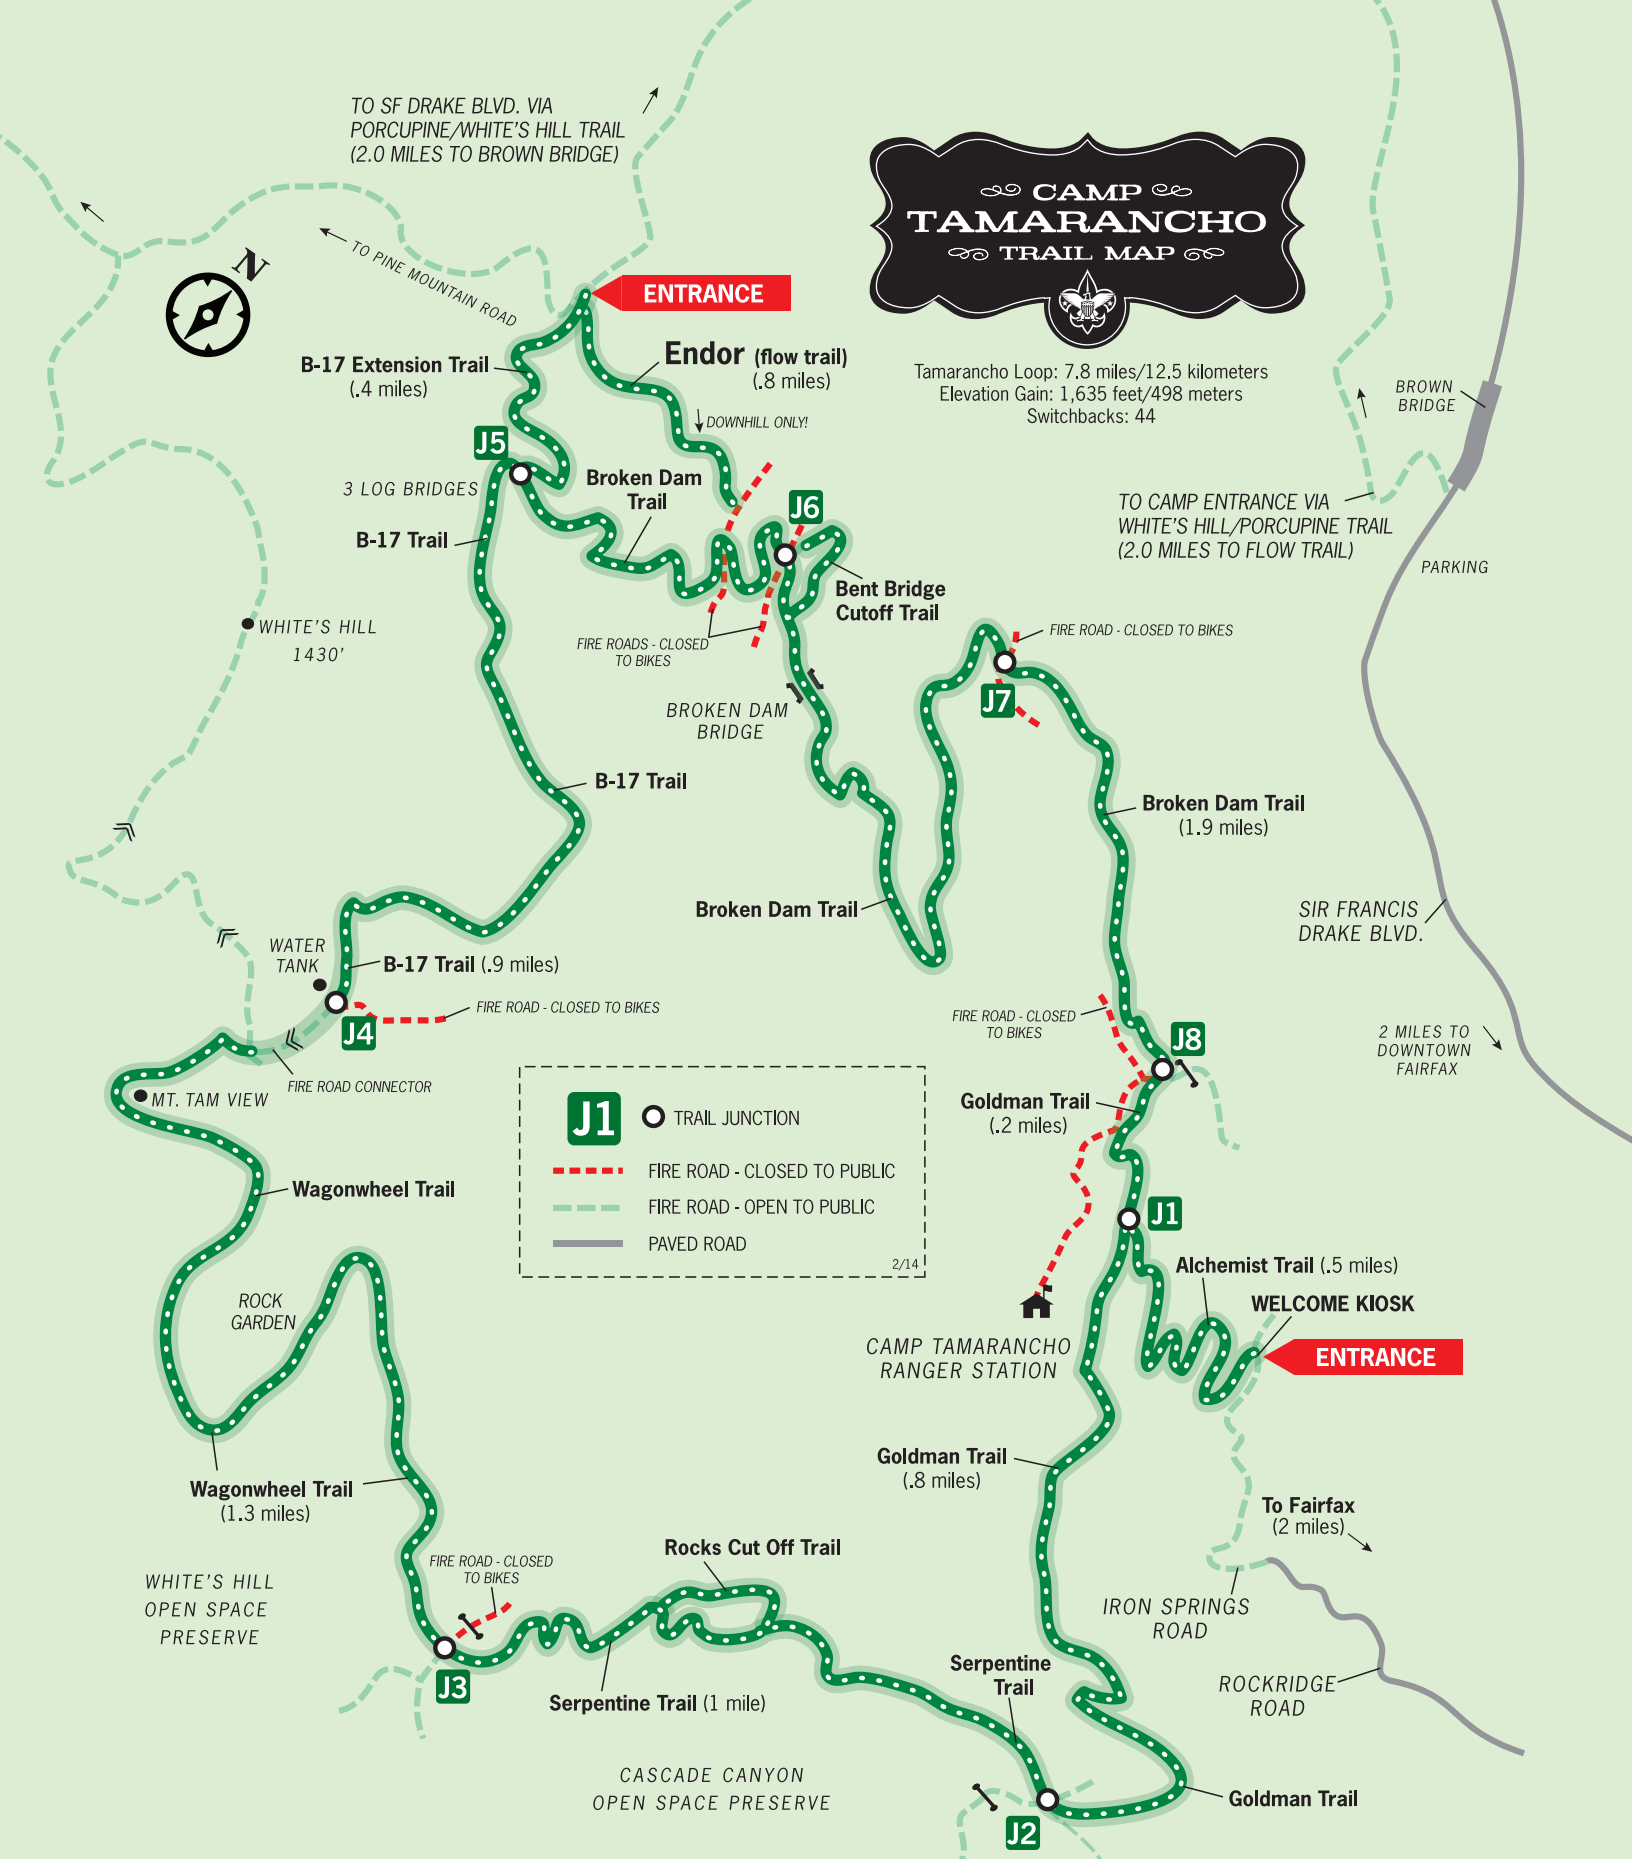 TO SF DRAKE BLVD. VIA
PORCUPINE/WHITE'S HILL TRAIL
(2.0 MILES TO BROWN BRIDGE)
CAMP
TAMARANCHO
TRAIL MAP
N
TO PINE MOUNTAIN ROAD
ENTRANCE
Tamarancho Loop: 7.8 miles/12.5 kilometers
Elevation Gain: 1,635 feet/498 meters
Switchbacks: 44
B-17 Extension Trail
(.4 miles)
Endor (flow trail)
(.8 miles)
DOWNHILL ONLY!
BROWN
BRIDGE
J5
3 LOG BRIDGES
Broken Dam
Trail
J6
B-17 Trail
TO CAMP ENTRANCE VIA
WHITE'S HILL/PORCUPINE TRAIL
(2.0 MILES TO FLOW TRAIL)
PARKING
Bent Bridge
Cutoff Trail
WHITE'S HILL
1430'
FIRE ROADS - CLOSED
TO BIKES
FIRE ROAD - CLOSED TO BIKES
J7
BROKEN DAM
BRIDGE
B-17 Trail
Broken Dam Trail
(1.9 miles)
Broken Dam Trail
SIR FRANCIS
DRAKE BLVD.
WATER
TANK
B-17 Trail (.9 miles)
FIRE ROAD - CLOSED TO BIKES
J4
FIRE ROAD - CLOSED
TO BIKES
J8
2 MILES TO
DOWNTOWN
FAIRFAX
FIRE ROAD CONNECTOR
MT. TAM VIEW
Goldman Trail
(.2 miles)
J1
TRAIL JUNCTION
FIRE ROAD - CLOSED TO PUBLIC
FIRE ROAD - OPEN TO PUBLIC
PAVED ROAD
2/14
Wagonwheel Trail
J1
Alchemist Trail (.5 miles)
WELCOME KIOSK
ENTRANCE
ROCK
GARDEN
CAMP TAMARANCHO
RANGER STATION
Goldman Trail
(.8 miles)
Wagonwheel Trail
(1.3 miles)
To Fairfax
(2 miles)
Rocks Cut Off Trail
FIRE ROAD - CLOSED
TO BIKES
WHITE'S HILL
OPEN SPACE
PRESERVE
IRON SPRINGS
ROAD
J3
Serpentine Trail (1 mile)
Serpentine
Trail
ROCKRIDGE
ROAD
CASCADE CANYON
OPEN SPACE PRESERVE
Goldman Trail
J2